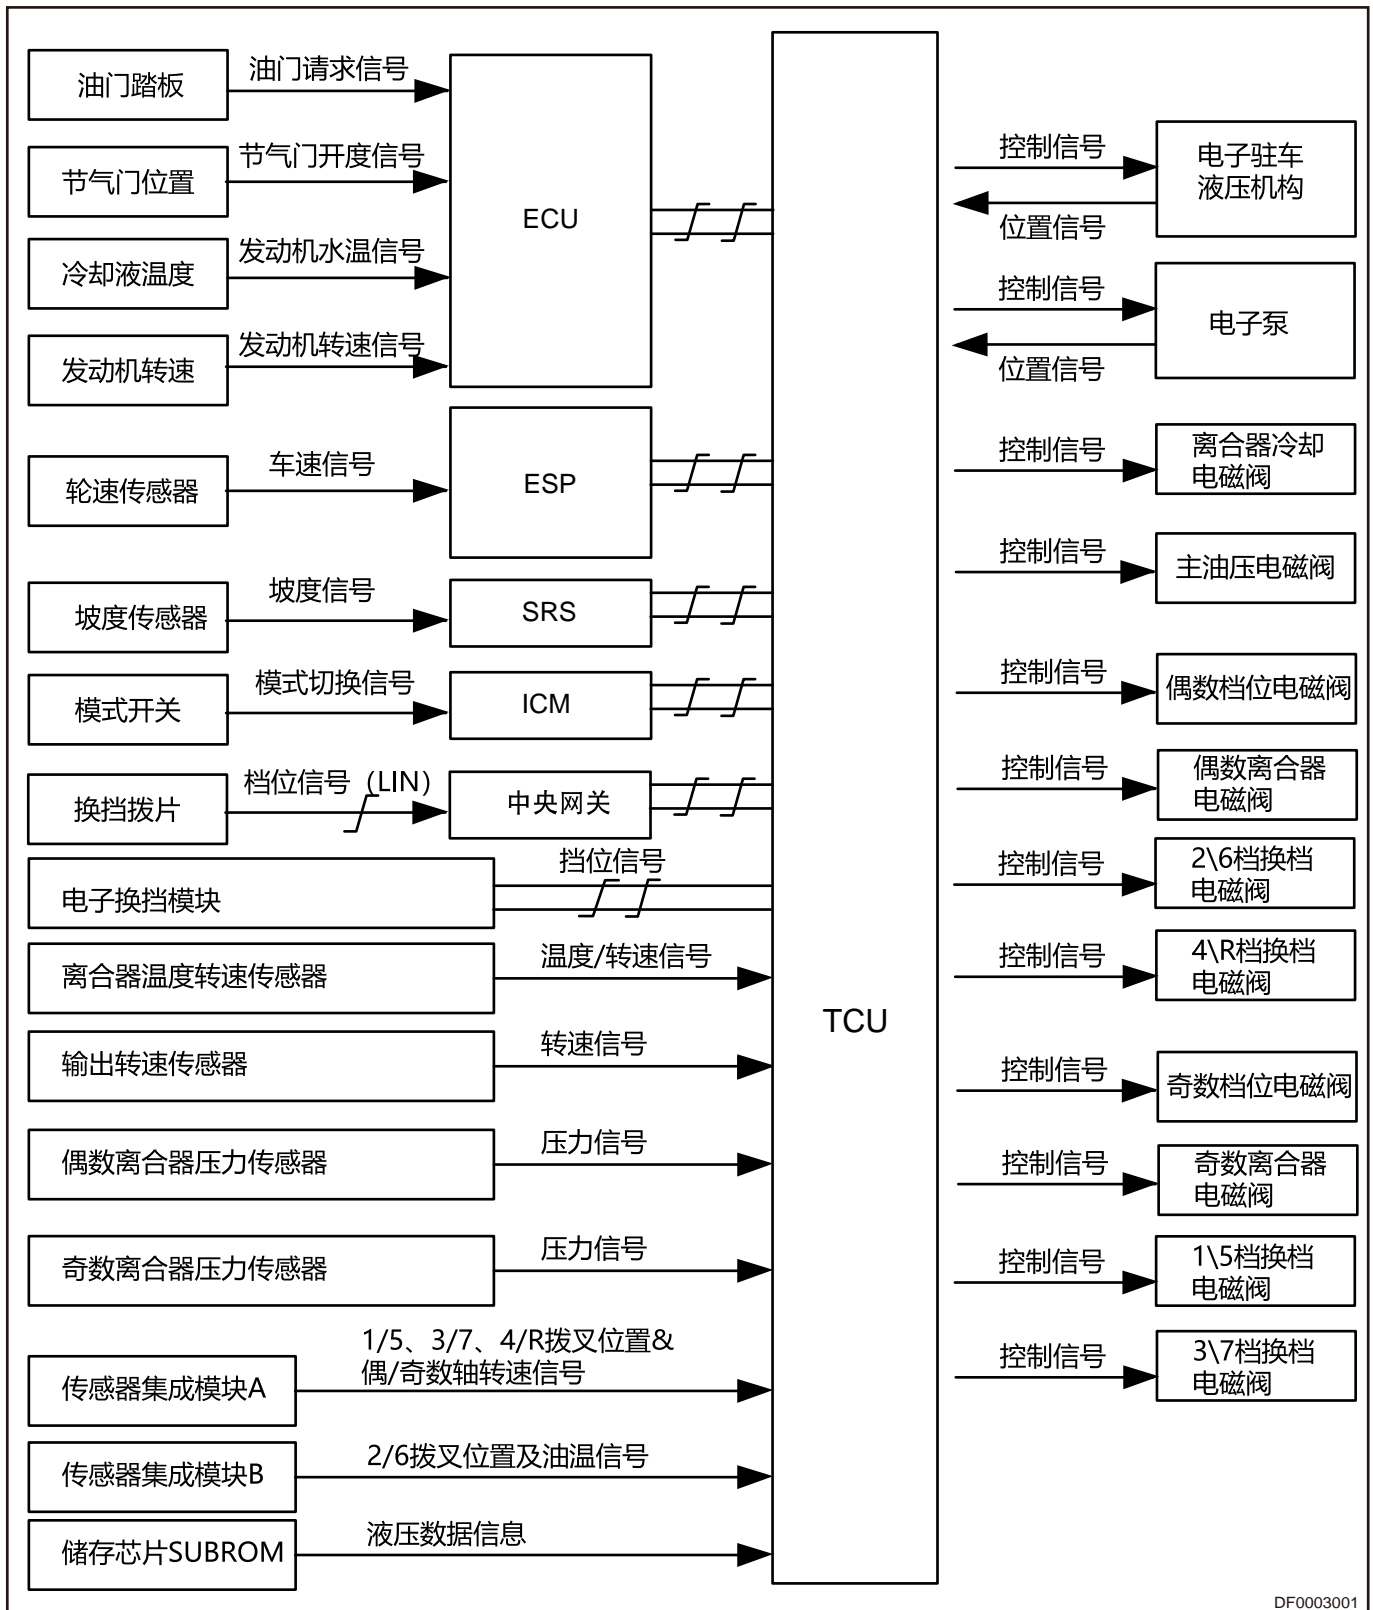 油门踏板
油门请求信号
节气门位置
节气门开度信号
冷却液温度
发动机水温信号
发动机转速
发动机转速信号
ECU
轮速传感器
车速信号
ESP
坡度传感器
坡度信号
SRS
模式开关
模式切换信号
ICM
换挡拨片
档位信号（LIN）
中央网关
电子换挡模块
挡位信号
离合器温度转速传感器
温度/转速信号
输出转速传感器
转速信号
偶数离合器压力传感器
压力信号
奇数离合器压力传感器
压力信号
传感器集成模块A
1/5、3/7、4/R拨叉位置&
偶/奇数轴转速信号
传感器集成模块B
2/6拨叉位置及油温信号
储存芯片SUBROM
液压数据信息
TCU
控制信号
位置信号
电子驻车
液压机构
控制信号
位置信号
电子泵
控制信号
离合器冷却
电磁阀
控制信号
主油压电磁阀
控制信号
偶数档位电磁阀
控制信号
偶数离合器
电磁阀
控制信号
2\6档换档
电磁阀
控制信号
4\R档换档
电磁阀
控制信号
奇数档位电磁阀
控制信号
奇数离合器
电磁阀
控制信号
1\5档换档
电磁阀
控制信号
3\7档换档
电磁阀
DF0003001